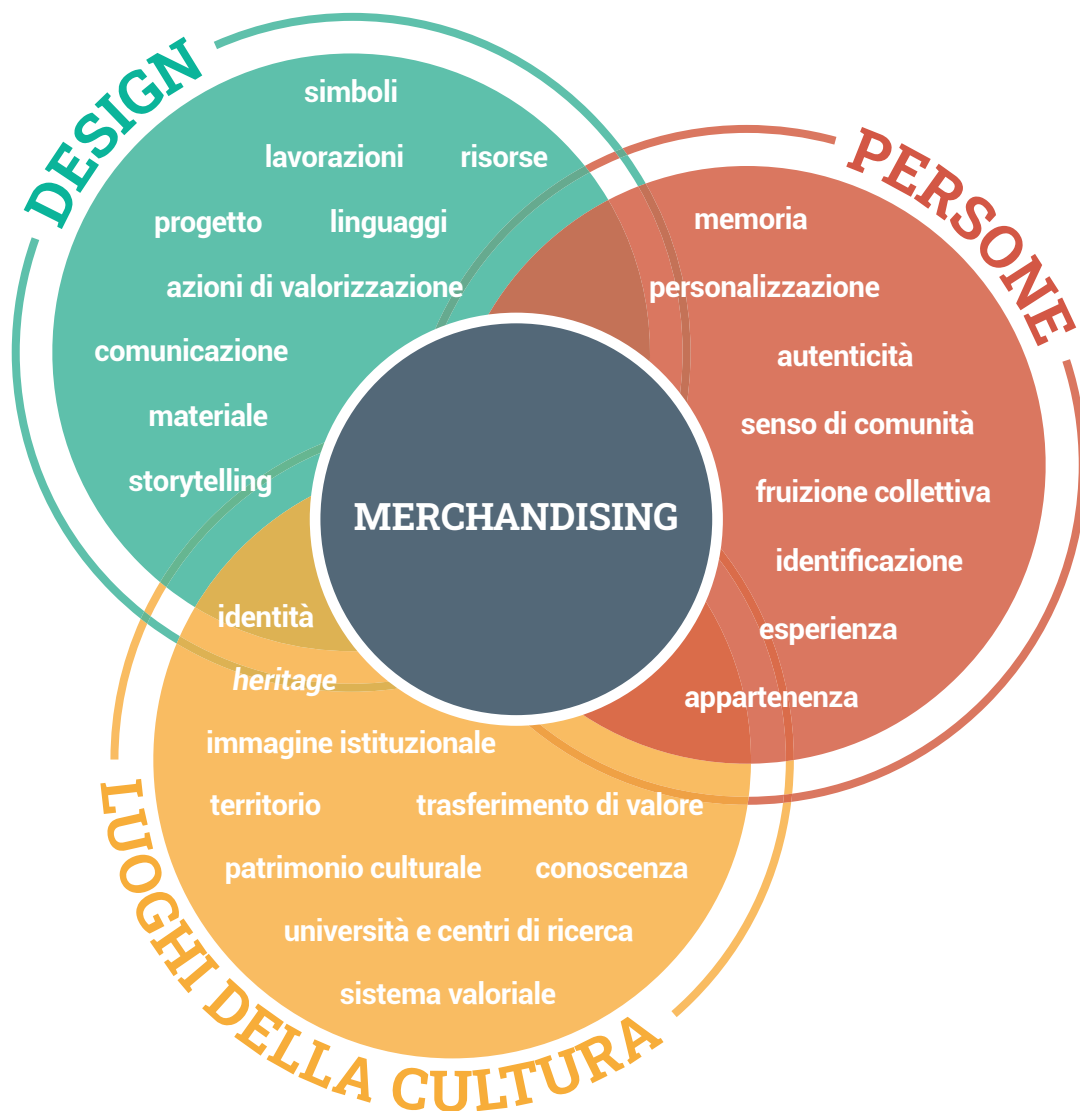 DESIGN
simboli
lavorazioni risorse
progetto linguaggi
azioni di valorizzazione
comunicazione
materiale
storytelling
PERSONE
memoria
personalizzazione
autenticità
senso di comunità
fruizione collettiva
identificazione
esperienza
appartenenza
MERCHANDISING
identità
heritage
immagine istituzionale
territorio trasferimento di valore
patrimonio culturale conoscenza
università e centri di ricerca
sistema valoriale
LUOGHI DELLA CULTURA